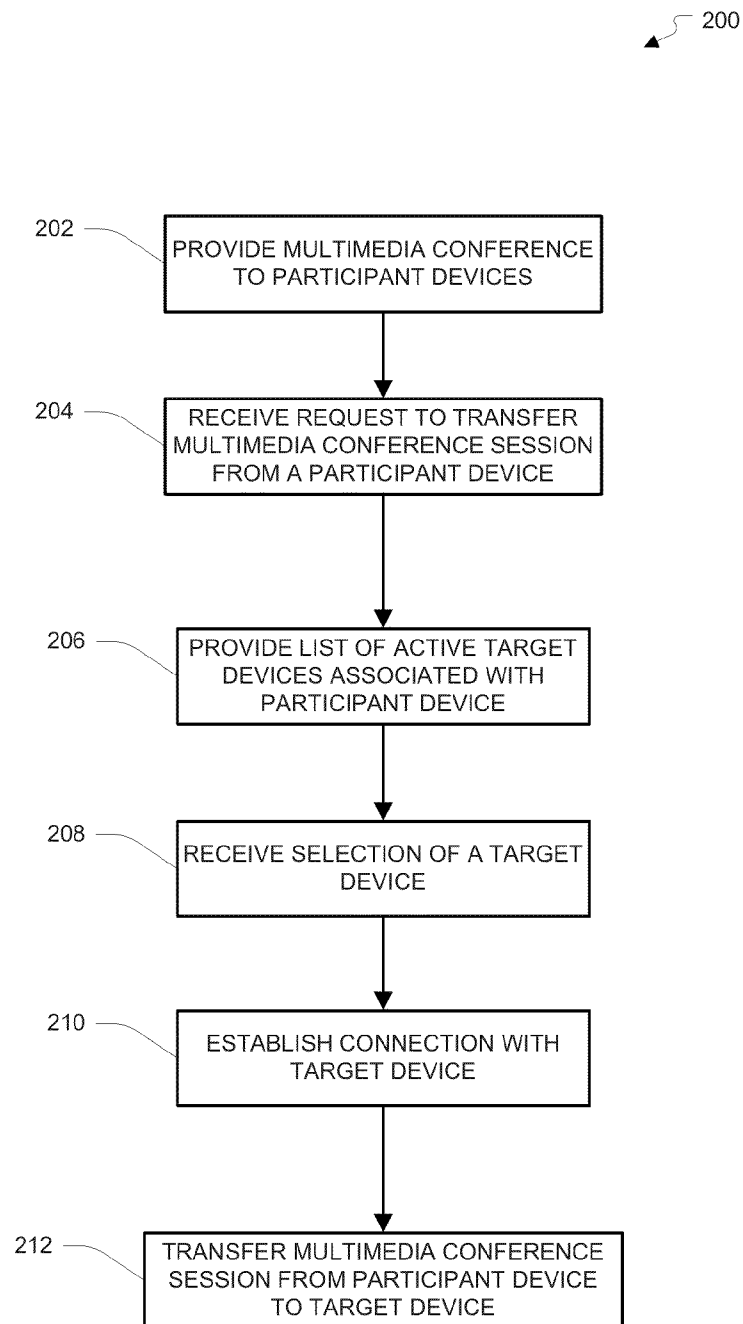 200
202
PROVIDE MULTIMEDIA CONFERENCE
TO PARTICIPANT DEVICES
204
RECEIVE REQUEST TO TRANSFER
MULTIMEDIA CONFERENCE SESSION
FROM A PARTICIPANT DEVICE
206
PROVIDE LIST OF ACTIVE TARGET
DEVICES ASSOCIATED WITH
PARTICIPANT DEVICE
208
RECEIVE SELECTION OF A TARGET
DEVICE
210
ESTABLISH CONNECTION WITH
TARGET DEVICE
212
TRANSFER MULTIMEDIA CONFERENCE
SESSION FROM PARTICIPANT DEVICE
TO TARGET DEVICE